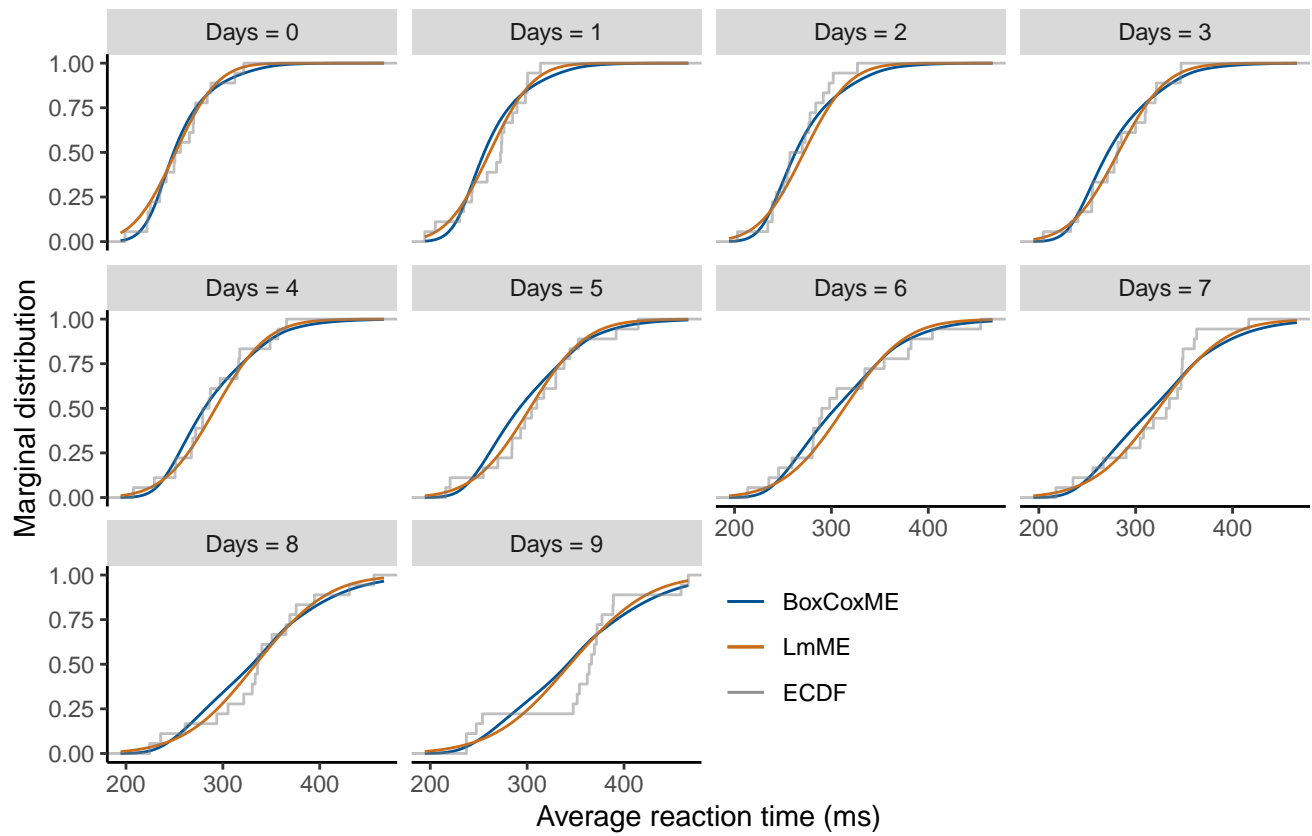 Days = 0 Days = 1 Days = 2 Days = 3
1.00
0.75
0.50
0.25
0.00
Days = 4 Days = 5 Days = 6 Days = 7
1.00
0.75
0.50
0.25
0.00
200 300 400 200 300 400
Days = 8 Days = 9
1.00
0.75
0.50
0.25
0.00
200 300 400 200 300 400
BoxCoxME
LmME
ECDF
Marginal distribution
Average reaction time (ms)